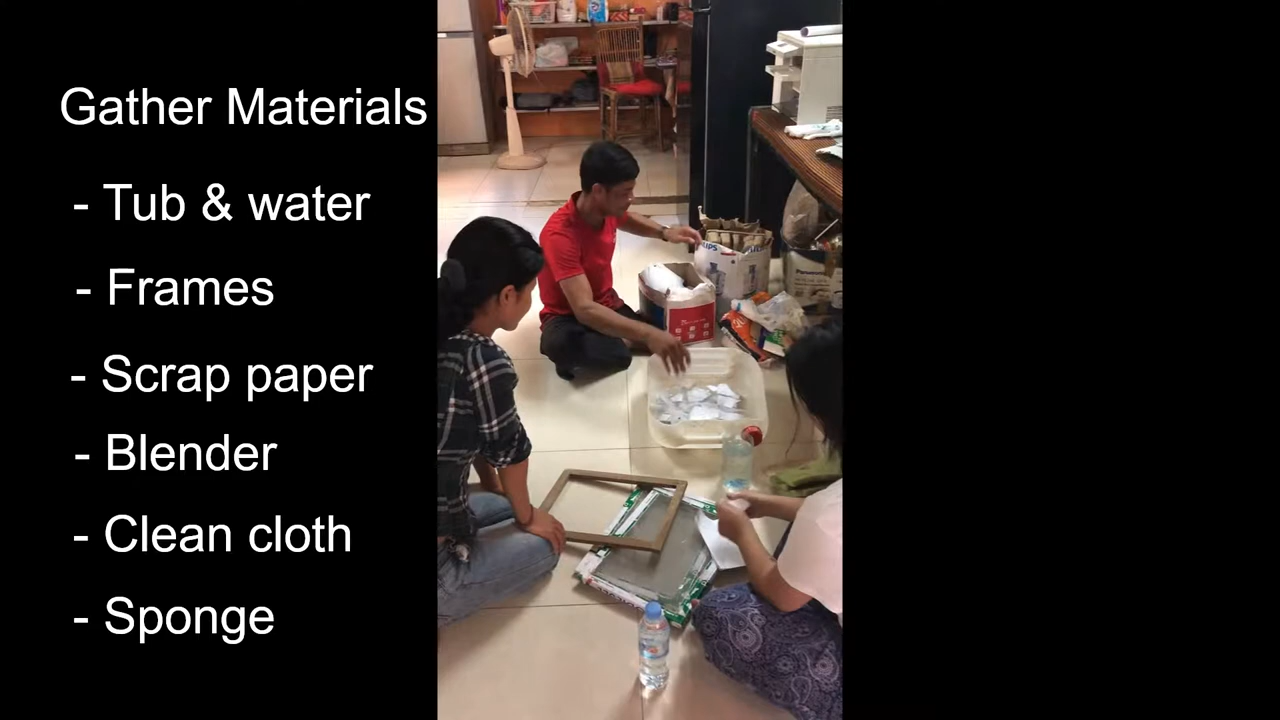 Gather Materials
- Tub & water
- Frames
- Scrap paper
- Blender
- Clean cloth
- Sponge